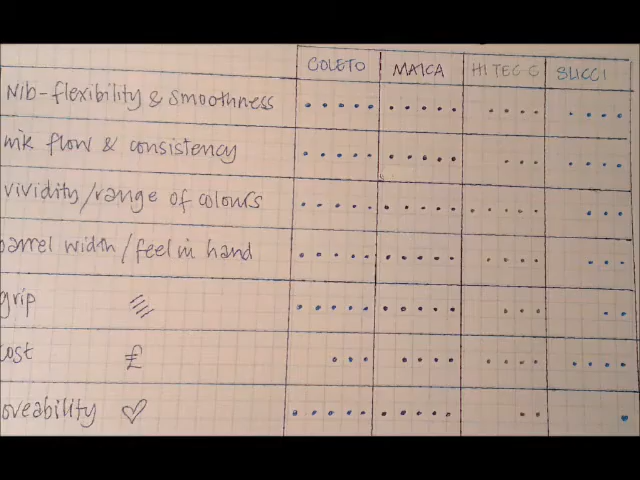 COLETO MAICA HI TEC C SLICCI
Nib-flexibility & smoothness
ink flow & consistency
vividity/range of colours
barrel width/feel in hand
grip
cost £
oveability